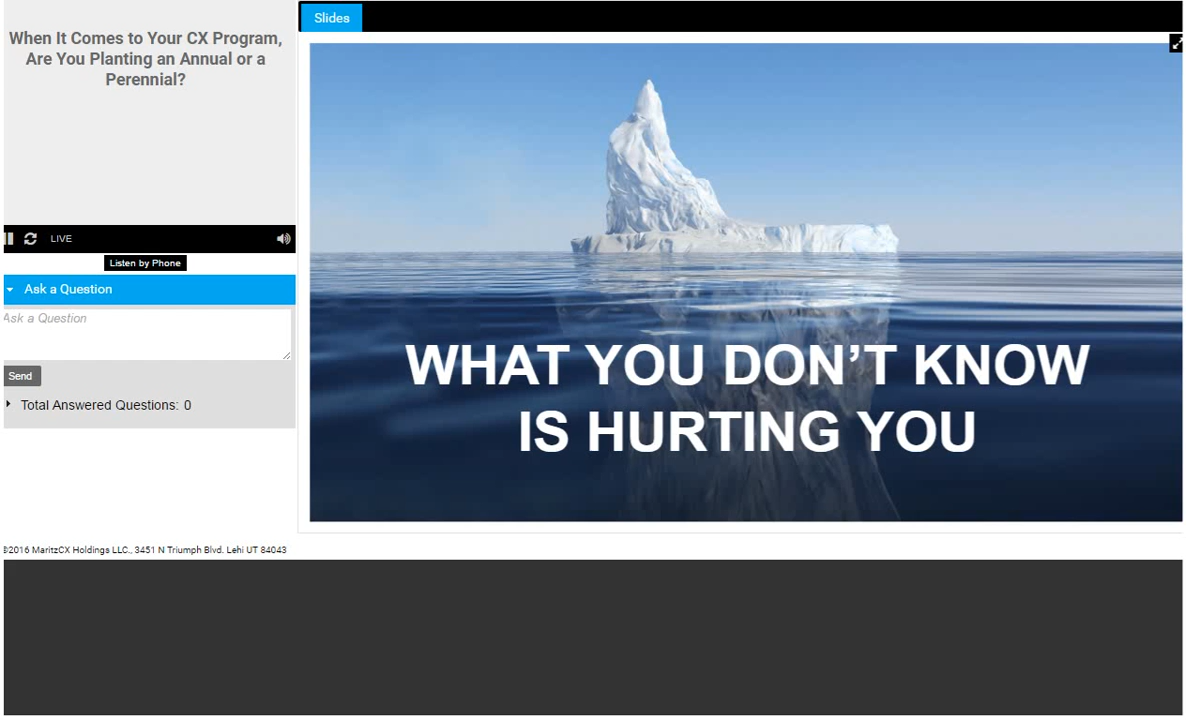 When It Comes to Your CX Program,
Are You Planting an Annual or a
Perennial?
LIVE
Listen by Phone
Ask a Question
Ask a Question
Send
Total Answered Questions: 0
©2016 MaritzCX Holdings LLC., 3451 N Triumph Blvd. Lehi UT 84043
Slides
WHAT YOU DON’T KNOW
IS HURTING YOU